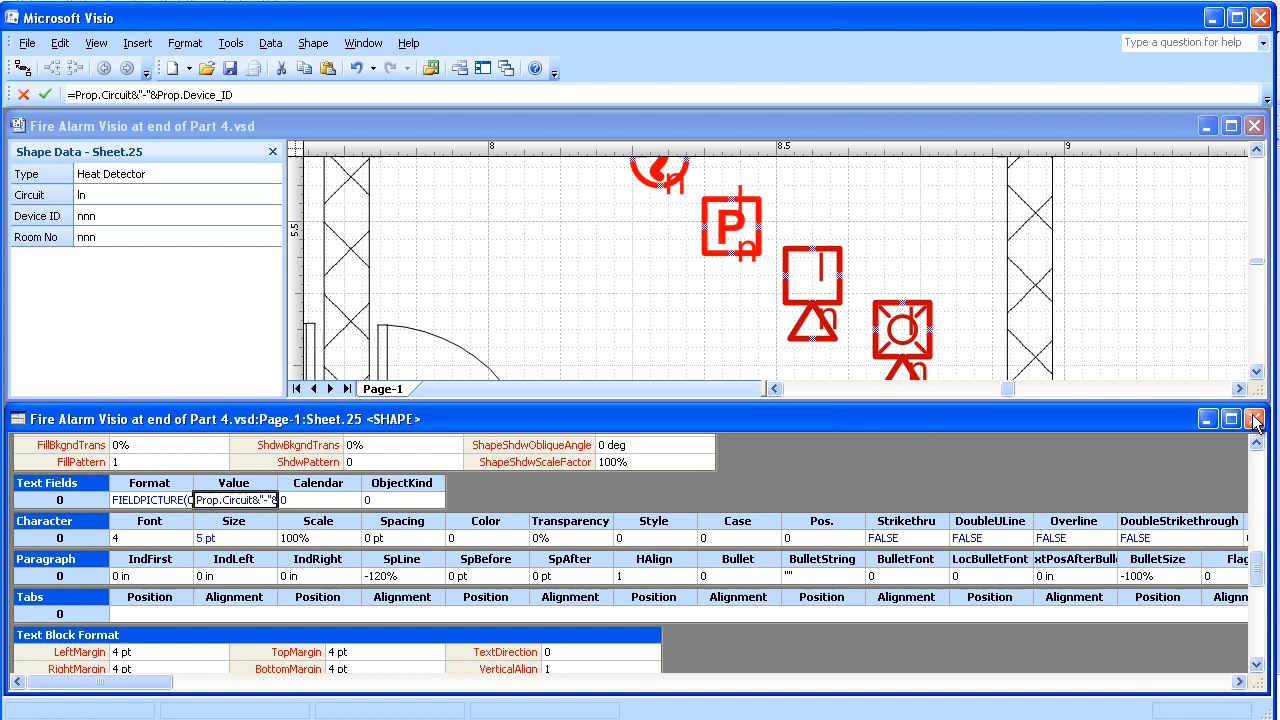 Microsoft Visio
File Edit View Insert Format Tools Data Shape Window Help
Type a question for help
=Prop.Circuit&"-"&Prop.Device_ID
Fire Alarm Visio at end of Part 4.vsd
Shape Data - Sheet.25
Type Heat Detector
Circuit ln
Device ID nnn
Room No nnn
8 8.5 9
5.5
n
l
P
n
l
n
l
n
Page-1
Fire Alarm Visio at end of Part 4.vsd:Page-1:Sheet.25 <SHAPE>
FillBkgndTrans 0% ShdwBkgndTrans 0% ShapeShdwObliqueAngle 0 deg
FillPattern 1 ShdwPattern 0 ShapeShdwScaleFactor 100%
Text Fields Format Value Calendar ObjectKind
0 FIELDPICTURE( Prop.Circuit&"-"& 0 0
Character Font Size Scale Spacing Color Transparency Style Case Pos. Strikethru DoubleULine Overline DoubleStrikethrough
0 4 5 pt 100% 0 pt 0 0% 0 0 0 FALSE FALSE FALSE FALSE
Paragraph IndFirst IndLeft IndRight SpLine SpBefore SpAfter HAlign Bullet BulletString BulletFont LocBulletFont xtPosAfterBull BulletSize Flag
0 0 in 0 in 0 in -120% 0 pt 0 pt 1 0 "" 0 0 0 in -100% 0
Tabs Position Alignment Position Alignment Position Alignment Position Alignment Position Alignment Position Alignment Position Alignn
0
Text Block Format
LeftMargin 4 pt TopMargin 4 pt TextDirection 0
RightMargin 4 pt BottomMargin 4 pt VerticalAlign 1